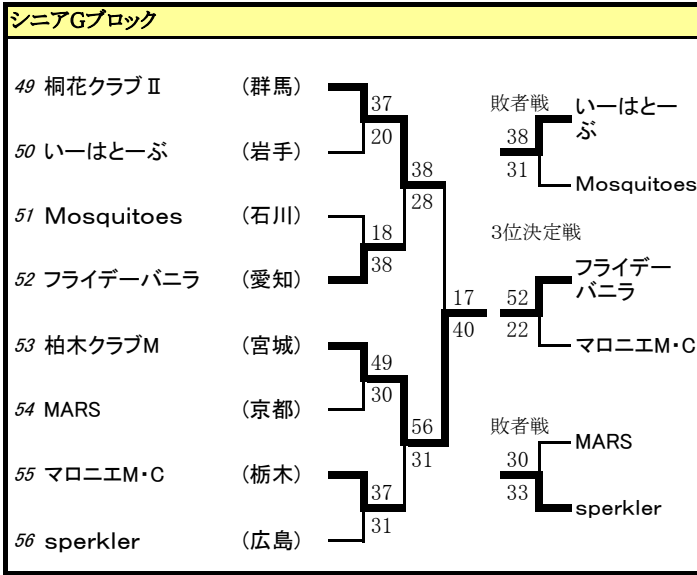 シニアGブロック
49 桐花クラブⅡ （群馬）
37
20
50 いーはとーぶ （岩手）
38
28
51 Mosquitoes （石川）
18
38
52 フライデーバニラ （愛知）
17
40
53 柏木クラブM （宮城）
49
30
54 MARS （京都）
56
31
55 マロニエM・C （栃木）
37
31
56 sperkler （広島）
敗者戦
いーはとー
ぶ
38
31
Mosquitoes
3位決定戦
フライデー
バニラ
52
22
マロニエM・C
敗者戦
MARS
30
33
sperkler